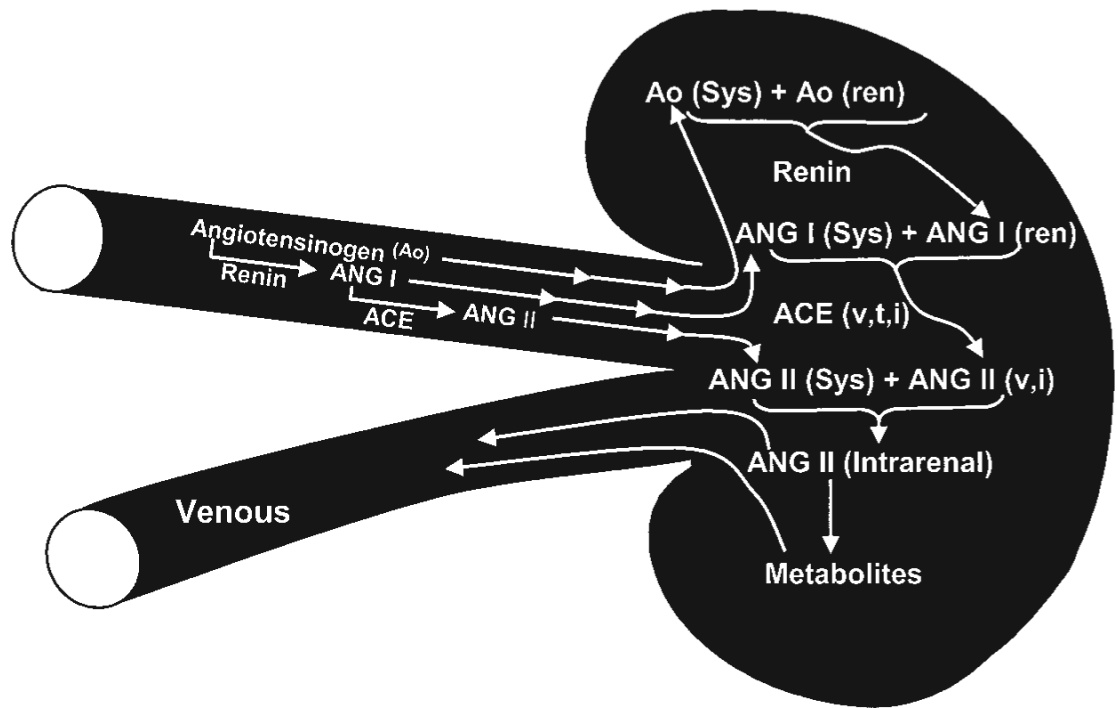 Ao (Sys) + Ao (ren)
Renin
Angiotensinogen (Ao)
Renin
ANG I
ACE
ANG II
ANG I (Sys) + ANG I (ren)
ACE (v,t,i)
ANG II (Sys) + ANG II (v,i)
ANG II (Intrarenal)
Venous
Metabolites